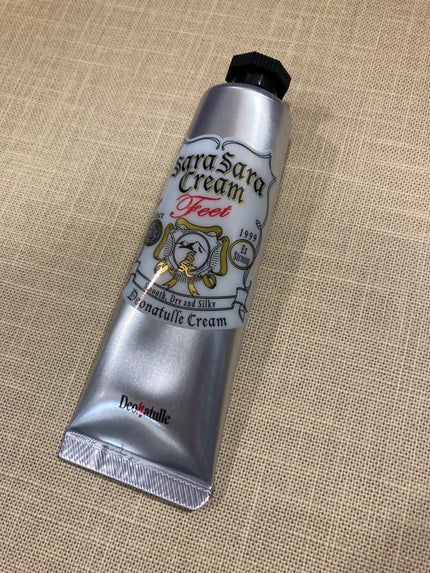 Sara Sara
Cream
Feet
1999
Ex
Strong
Smooth, Dry and Silky
Deonatulle Cream
Deonatulle